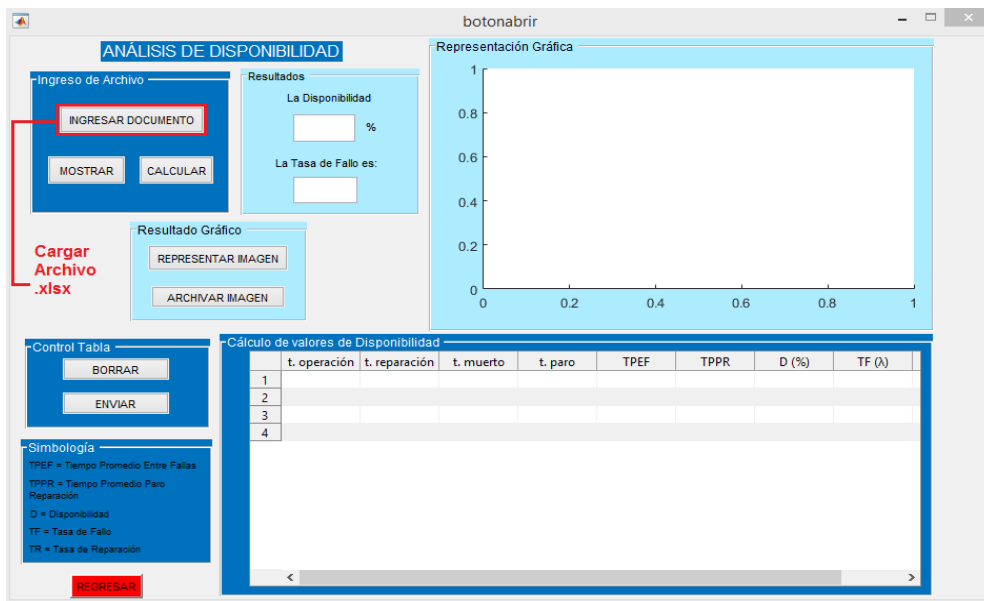 botonabrir
ANÁLISIS DE DISPONIBILIDAD
Ingreso de Archivo
INGRESAR DOCUMENTO
MOSTRAR
CALCULAR
Resultados
La Disponibilidad
%
La Tasa de Fallo es:
Representación Gráfica
1
0.8
0.6
0.4
0.2
0
0
0.2
0.4
0.6
0.8
1
Cargar
Archivo
.xlsx
Resultado Gráfico
REPRESENTAR IMAGEN
ARCHIVAR IMAGEN
Control Tabla
BORRAR
ENVIAR
Cálculo de valores de Disponibilidad
t. operación t. reparación t. muerto t. paro TPEF TPPR D (%) TF (λ)
1
2
3
4
Simbología
TPEF = Tiempo Promedio Entre Fallas
TPPR = Tiempo Promedio Paro
Reparación
D = Disponibilidad
TF = Tasa de Fallo
TR = Tasa de Reparación
REGRESAR